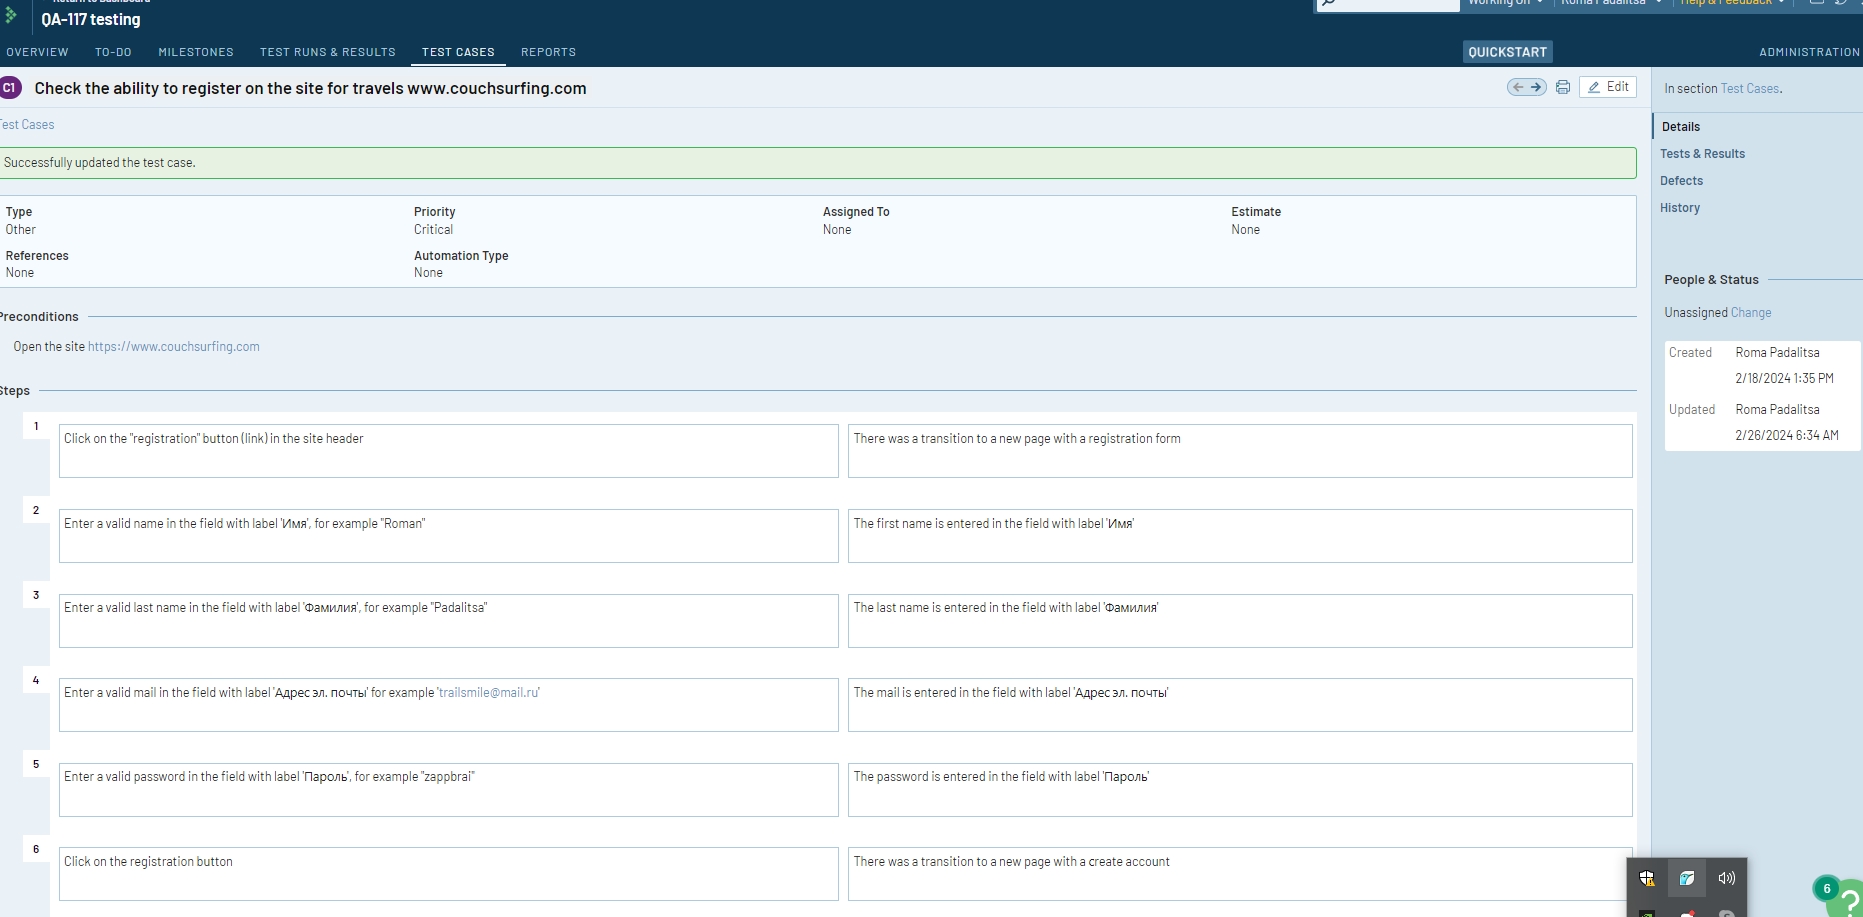 QA-117 testing
Working On
Roma Padalitsa
Help & Feedback
OVERVIEW TO-DO MILESTONES TEST RUNS & RESULTS TEST CASES REPORTS QUICKSTART ADMINISTRATION
C1 Check the ability to register on the site for travels www.couchsurfing.com
Edit
Test Cases
Successfully updated the test case.
Type Priority Assigned To Estimate
Other Critical None None
References Automation Type
None None
Preconditions
Open the site https://www.couchsurfing.com
Steps
1
Click on the "registration" button (link) in the site header
There was a transition to a new page with a registration form
2
Enter a valid name in the field with label 'Имя', for example "Roman"
The first name is entered in the field with label 'Имя'
3
Enter a valid last name in the field with label 'Фамилия', for example "Padalitsa"
The last name is entered in the field with label 'Фамилия'
4
Enter a valid mail in the field with label 'Адрес эл. почты' for example 'trailsmile@mail.ru'
The mail is entered in the field with label 'Адрес эл. почты'
5
Enter a valid password in the field with label 'Пароль', for example "zappbrai"
The password is entered in the field with label 'Пароль'
6
Click on the registration button
There was a transition to a new page with a create account
In section Test Cases.
Details
Tests & Results
Defects
History
People & Status
Unassigned Change
Created Roma Padalitsa
2/18/2024 1:35 PM
Updated Roma Padalitsa
2/26/2024 6:34 AM
6
?